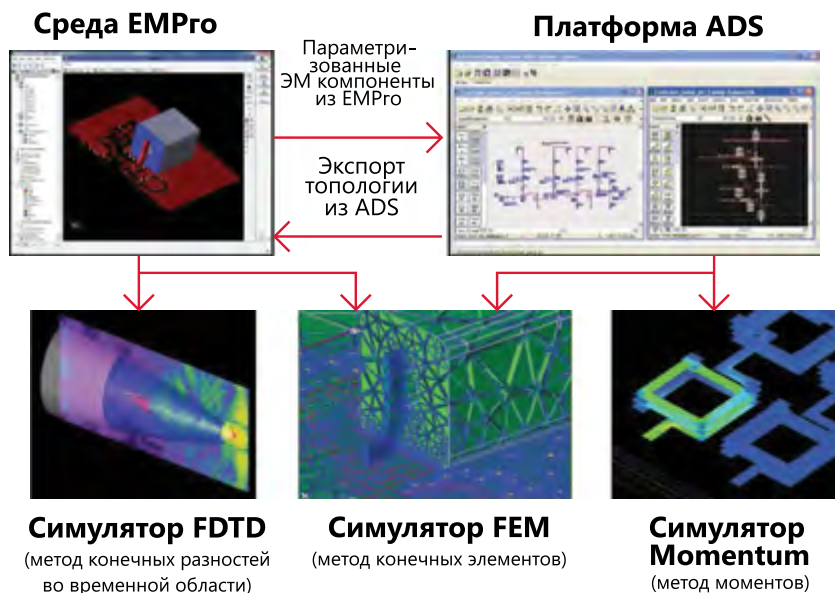 Среда EMPro
Платформа ADS
Параметри-
зованные
ЭМ компоненты
из EMPro
Экспорт
топологии
из ADS
Симулятор FDTD
(метод конечных разностей
во временной области)
Симулятор FEM
(метод конечных элементов)
Симулятор
Momentum
(метод моментов)